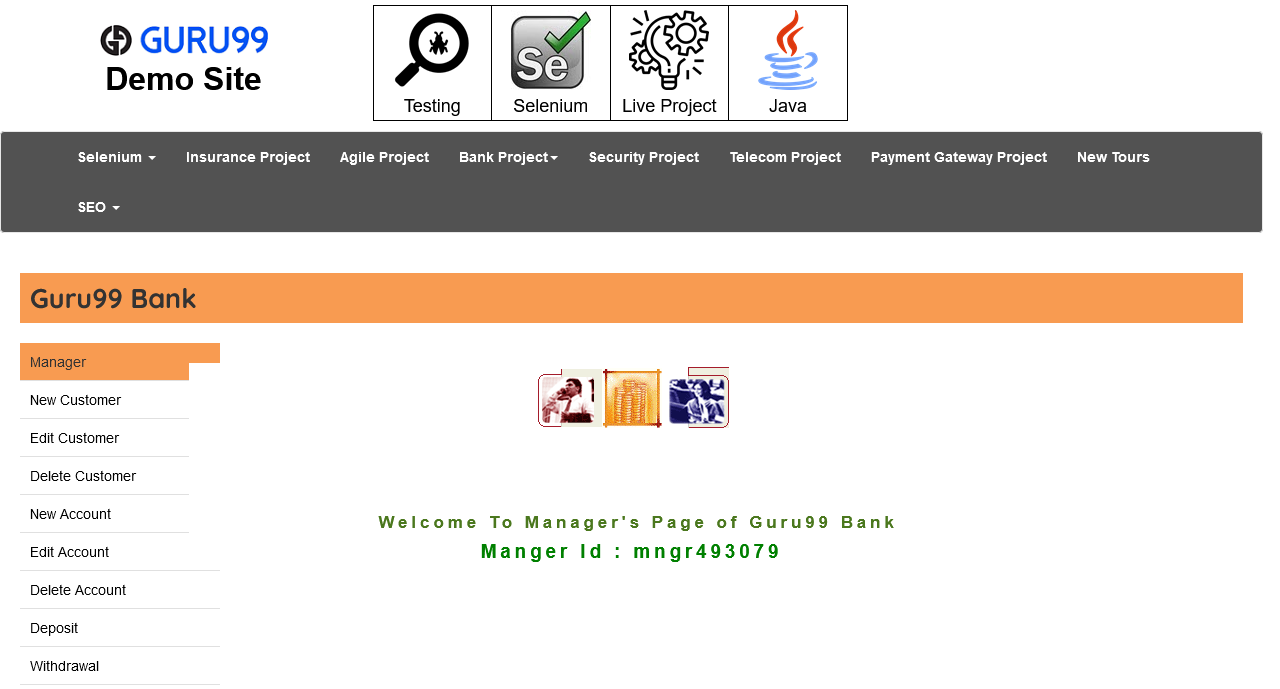 GURU99
Demo Site
Testing
Selenium
Live Project
Java
Selenium
Insurance Project
Agile Project
Bank Project
Security Project
Telecom Project
Payment Gateway Project
New Tours
SEO
Guru99 Bank
Manager
New Customer
Edit Customer
Delete Customer
New Account
Edit Account
Delete Account
Deposit
Withdrawal
Welcome To Manager's Page of Guru99 Bank
Manger Id : mngr493079
Se